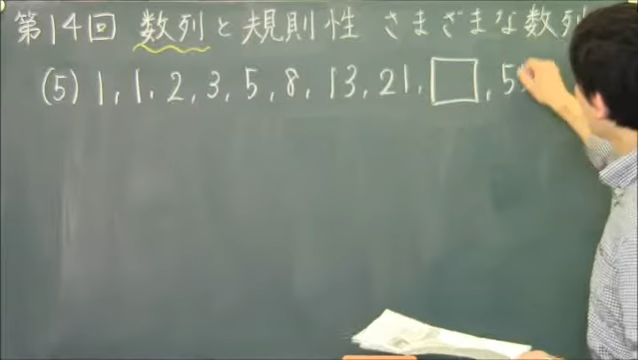 第14回 数列と規則性 さまざまな数列
(5) 1, 1, 2, 3, 5, 8, 13, 21, □, 5